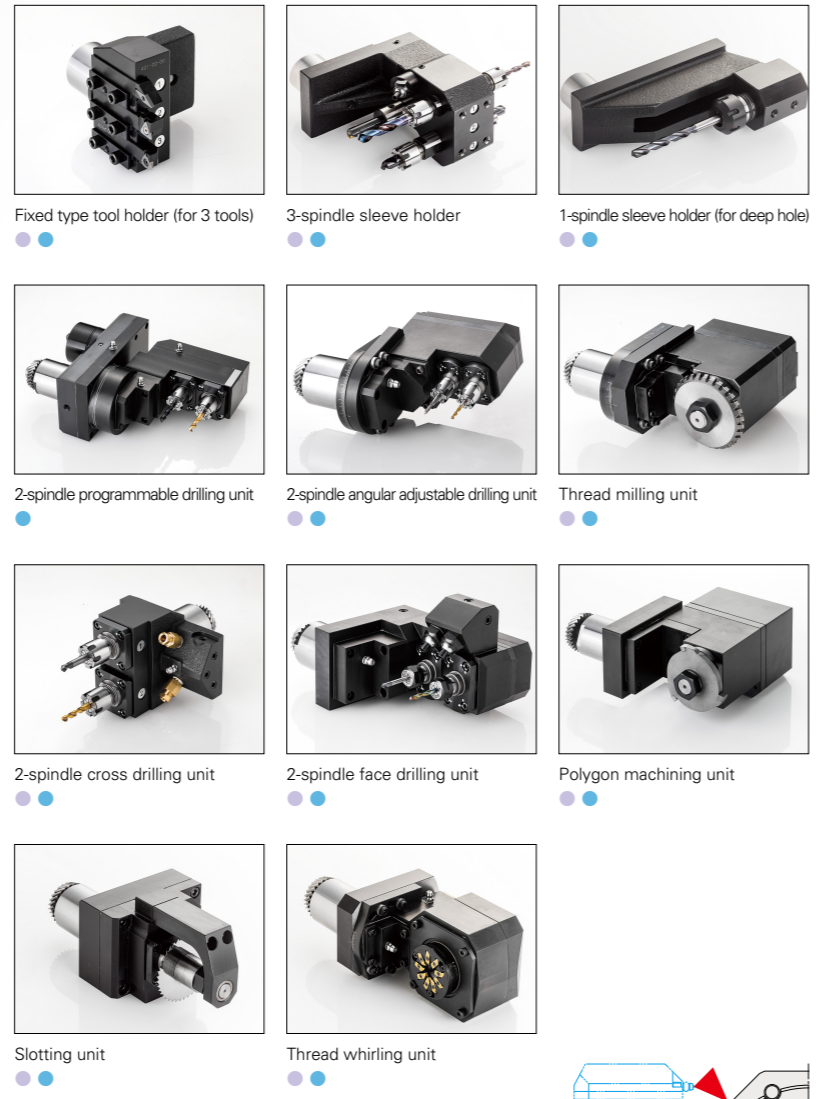 Fixed type tool holder (for 3 tools)
3-spindle sleeve holder
1-spindle sleeve holder (for deep hole)
2-spindle programmable drilling unit
2-spindle angular adjustable drilling unit
Thread milling unit
2-spindle cross drilling unit
2-spindle face drilling unit
Polygon machining unit
Slotting unit
Thread whirling unit